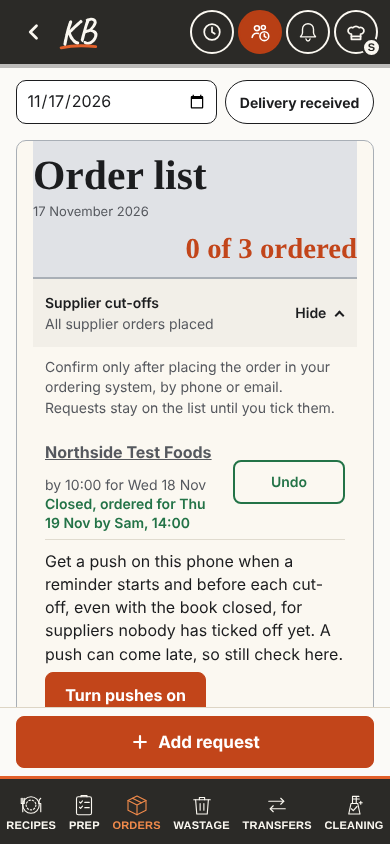 KB
S
11/17/2026
Delivery received
Order list
17 November 2026
0 of 3 ordered
Supplier cut-offs
All supplier orders placed
Hide
Confirm only after placing the order in your
ordering system, by phone or email.
Requests stay on the list until you tick them.
Northside Test Foods
by 10:00 for Wed 18 Nov
Closed, ordered for Thu
19 Nov by Sam, 14:00
Undo
Get a push on this phone when a
reminder starts and before each cut-
off, even with the book closed, for
suppliers nobody has ticked off yet. A
push can come late, so still check here.
Turn pushes on
+ Add request
RECIPES PREP ORDERS WASTAGE TRANSFERS CLEANING